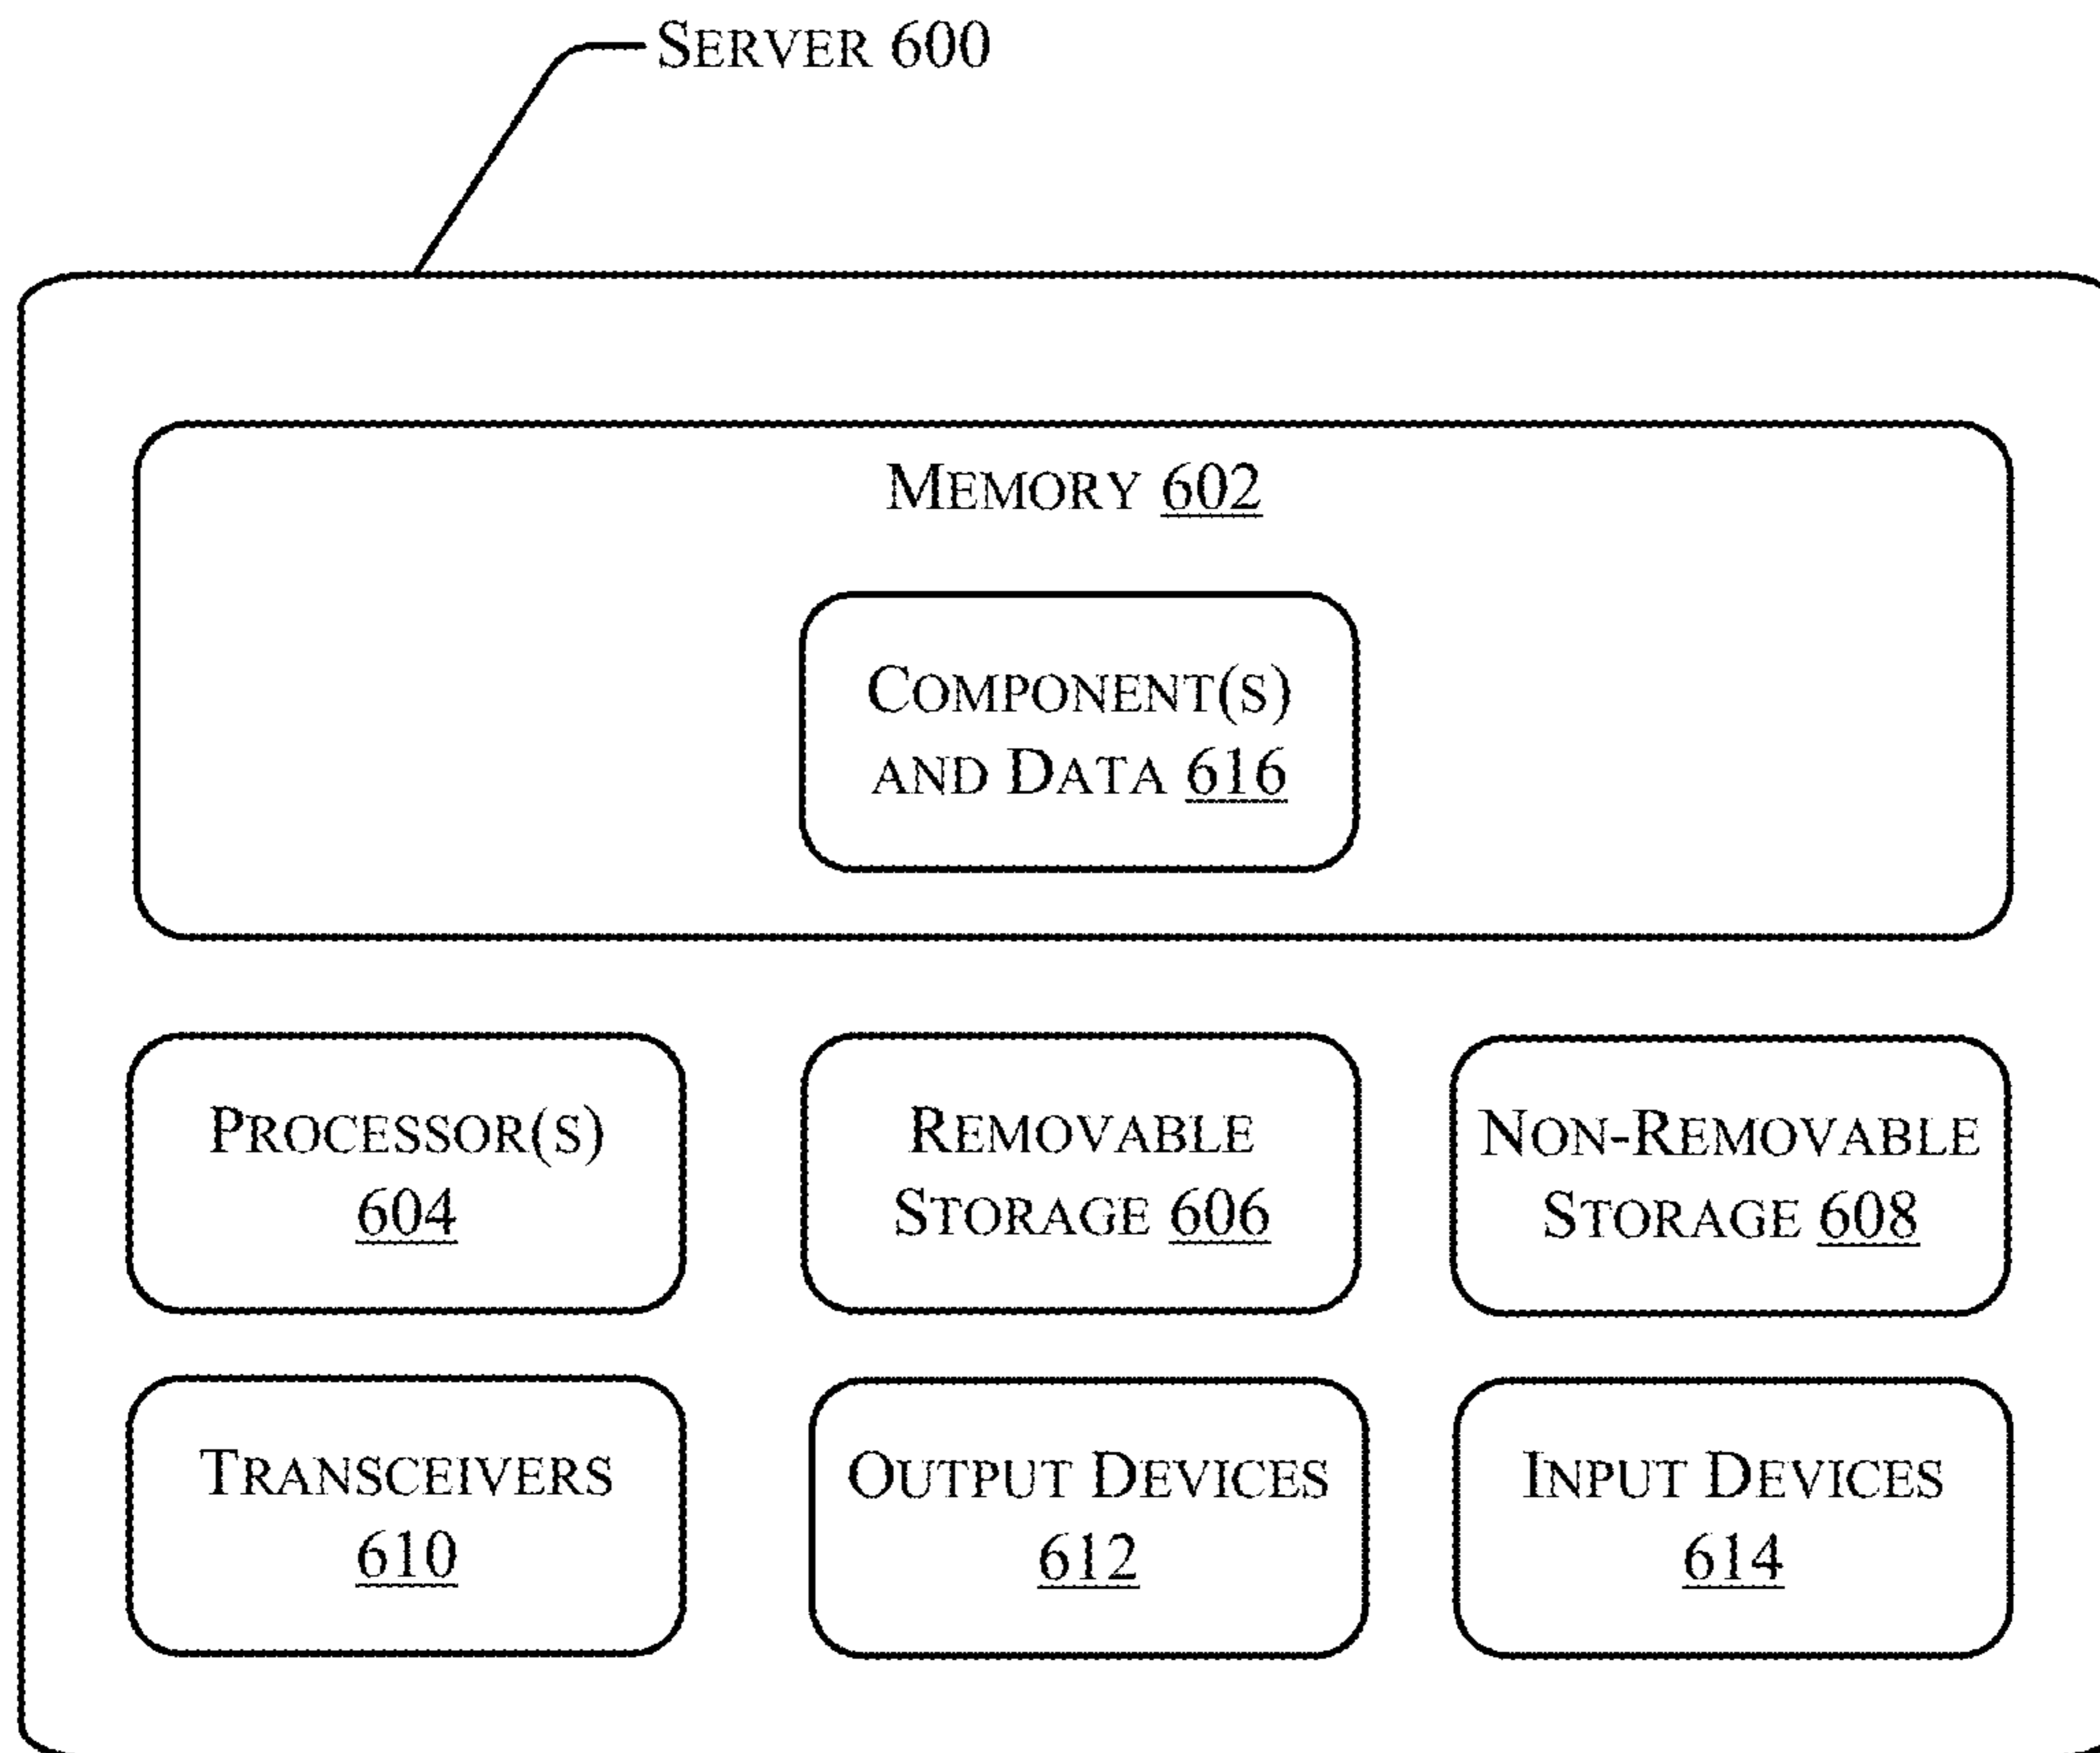 SERVER 600
MEMORY 602
COMPONENT(S)
AND DATA 616
PROCESSOR(S)
604
REMOVABLE
STORAGE 606
NON-REMOVABLE
STORAGE 608
TRANSCEIVERS
610
OUTPUT DEVICES
612
INPUT DEVICES
614